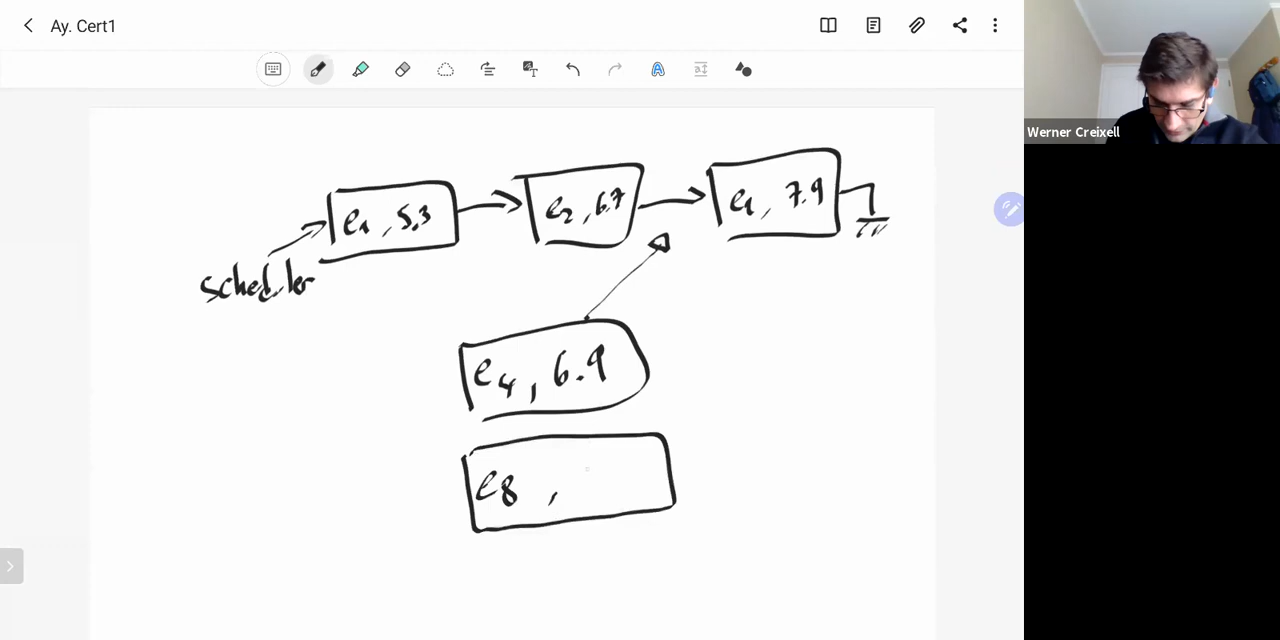 Ay. Cert1
Werner Creixell
e1, 5.3
e2, 6.7
e1, 7.9
scheduler
e4, 6.9
e8,